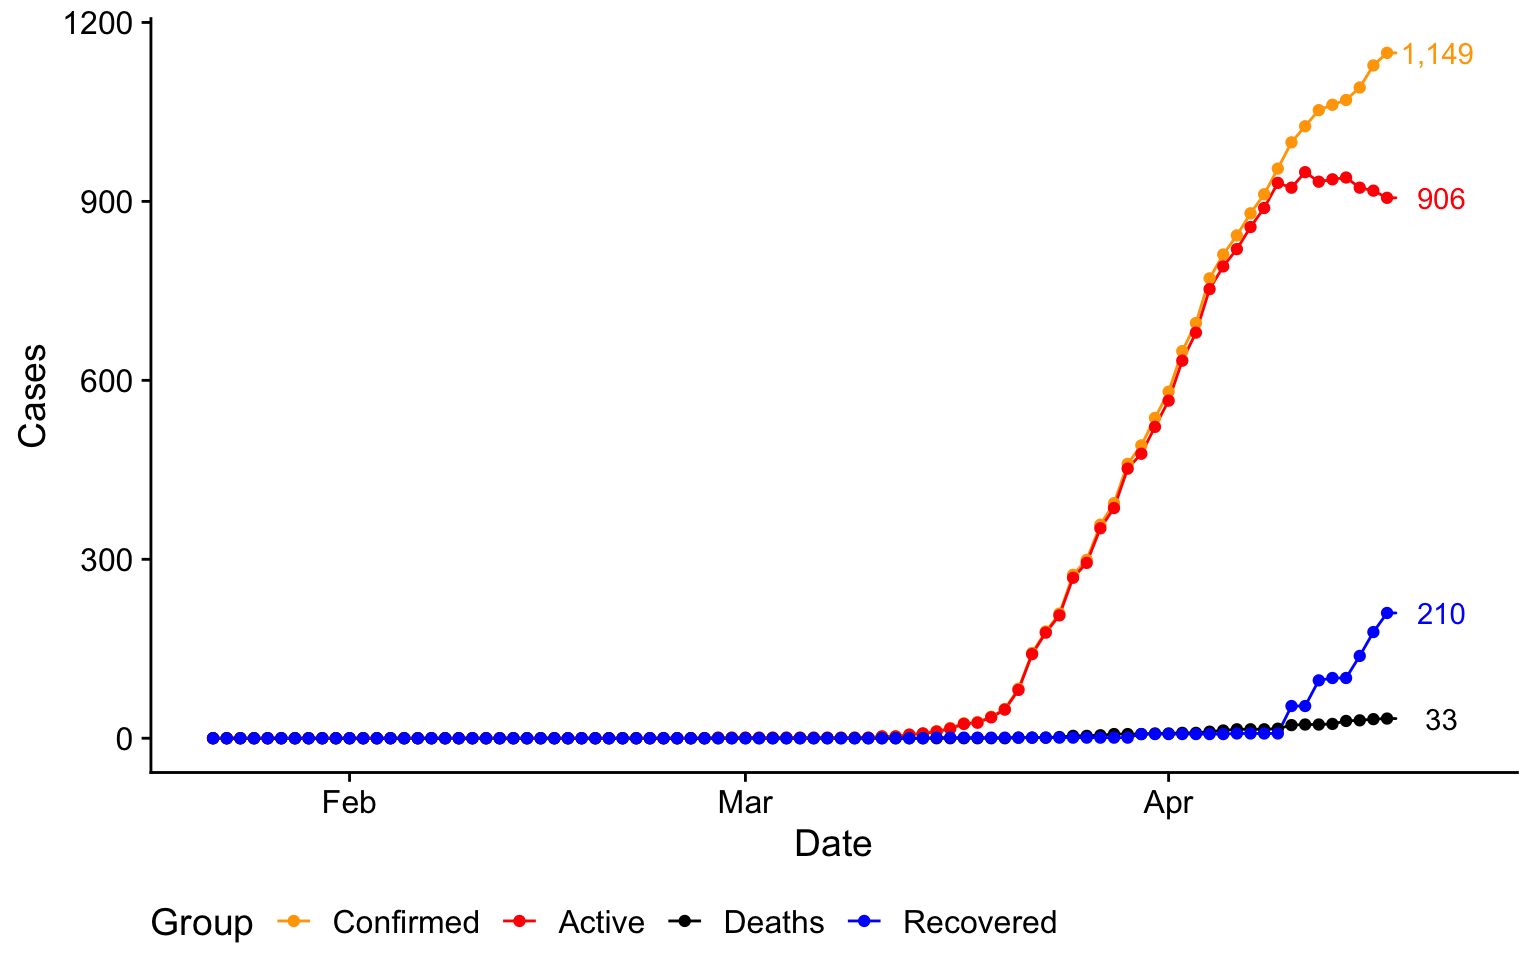 1200
1,149
900
906
600
300
210
33
0
Cases
Feb Mar Apr
Date
Group Confirmed Active Deaths Recovered